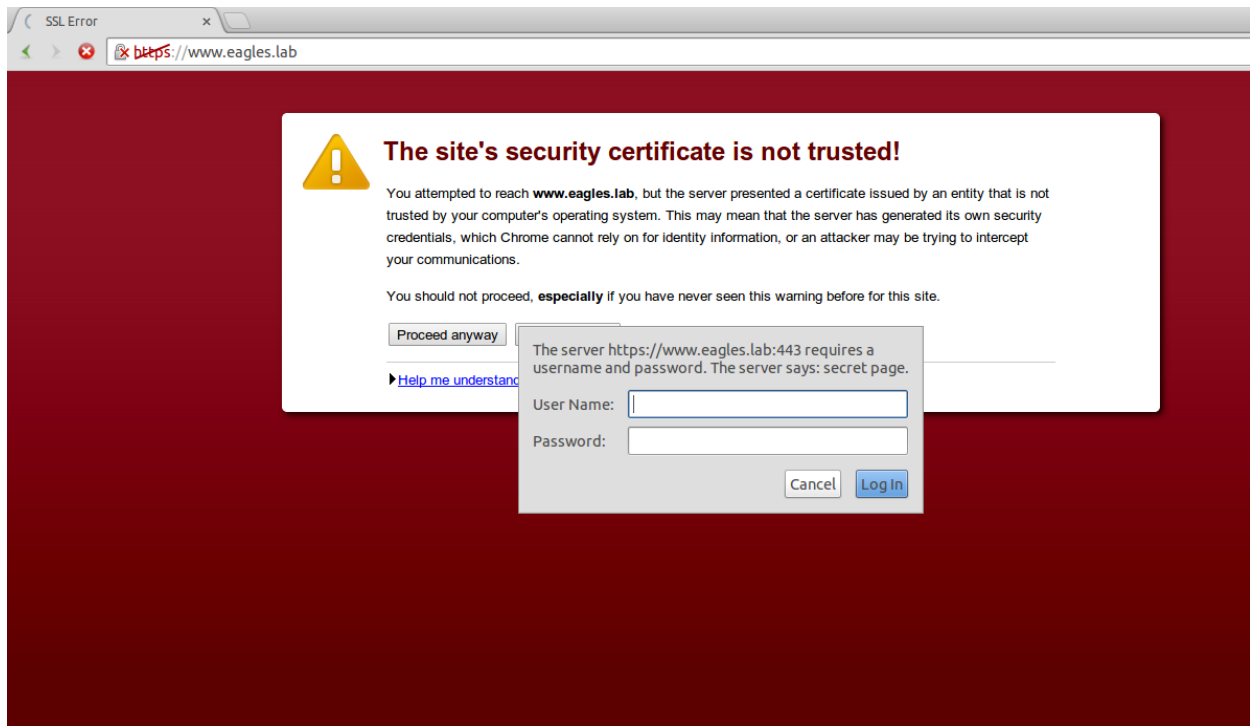 SSL Error
https://www.eagles.lab
The site's security certificate is not trusted!
You attempted to reach www.eagles.lab, but the server presented a certificate issued by an entity that is not
trusted by your computer's operating system. This may mean that the server has generated its own security
credentials, which Chrome cannot rely on for identity information, or an attacker may be trying to intercept
your communications.
You should not proceed, especially if you have never seen this warning before for this site.
Proceed anyway
Help me understand
The server https://www.eagles.lab:443 requires a
username and password. The server says: secret page.
User Name:
Password:
Cancel Log In